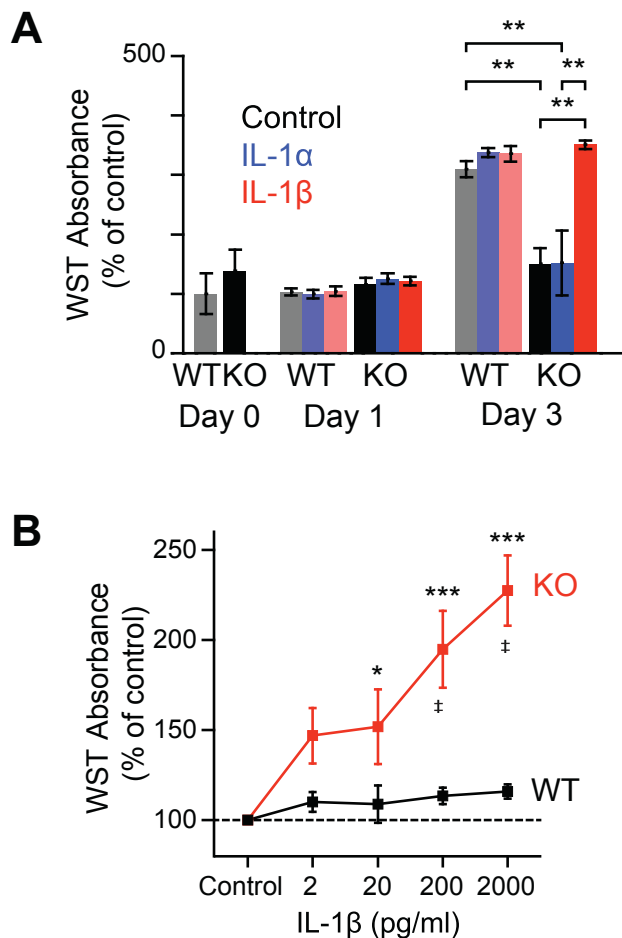 A
500
WST Absorbance
(% of control)
0
Control
IL-1α
IL-1β
**
**
**
**
WT KO
WT
KO
WT
KO
Day 0
Day 1
Day 3
B
250
200
150
100
WST Absorbance
(% of control)
***
***
*
‡
‡
KO
WT
Control
2
20
200
2000
IL-1β (pg/ml)